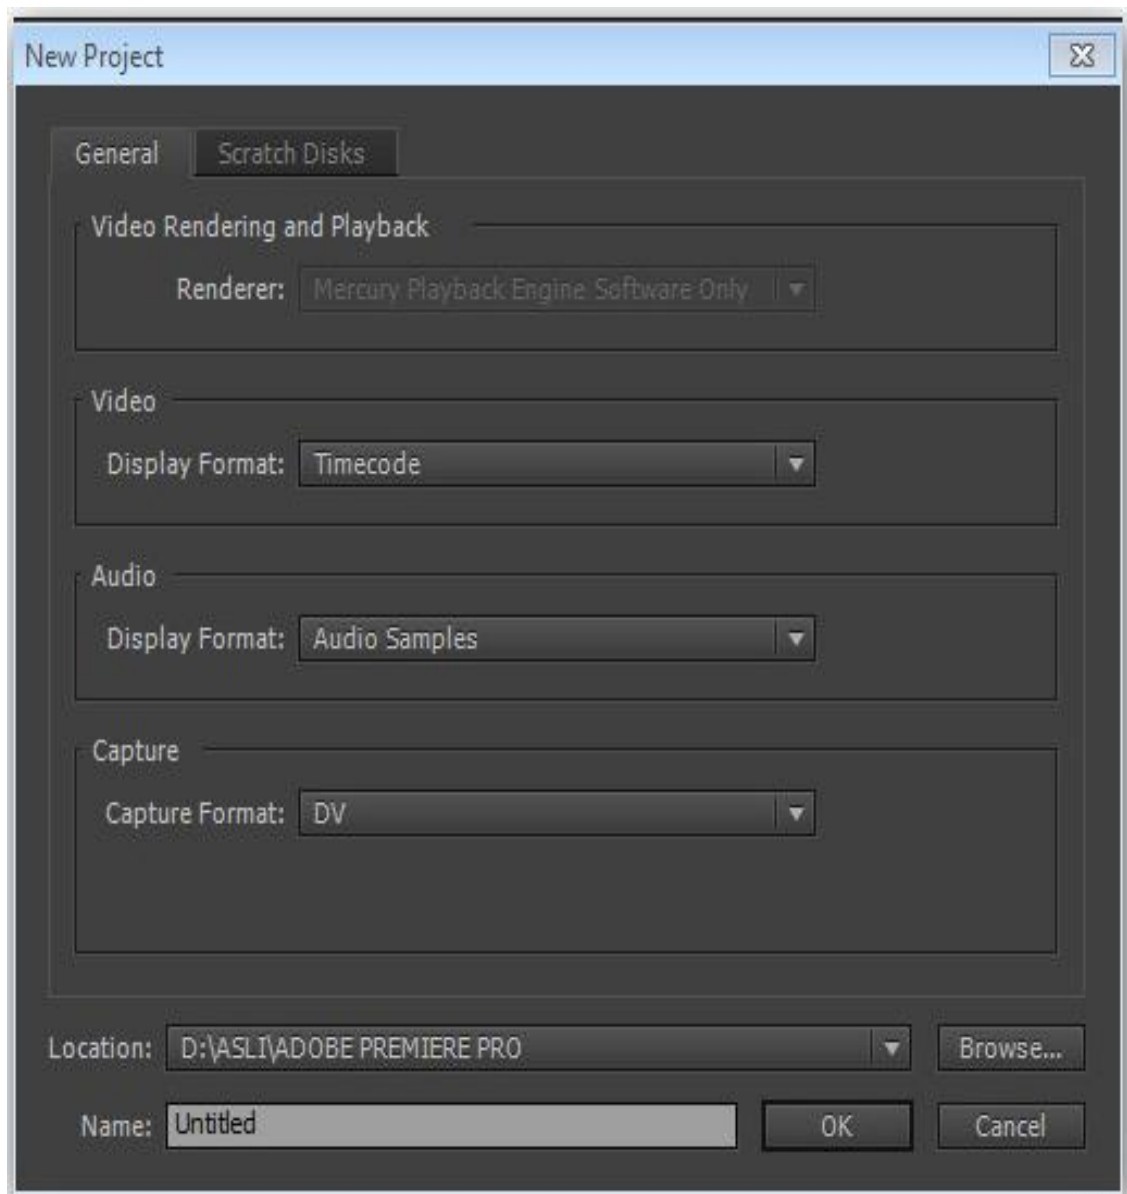 New Project
General Scratch Disks
Video Rendering and Playback
Renderer: Mercury Playback Engine Software Only
Video
Display Format: Timecode
Audio
Display Format: Audio Samples
Capture
Capture Format: DV
Location: D:\ASLI\ADOBE PREMIERE PRO Browse...
Name: Untitled OK Cancel